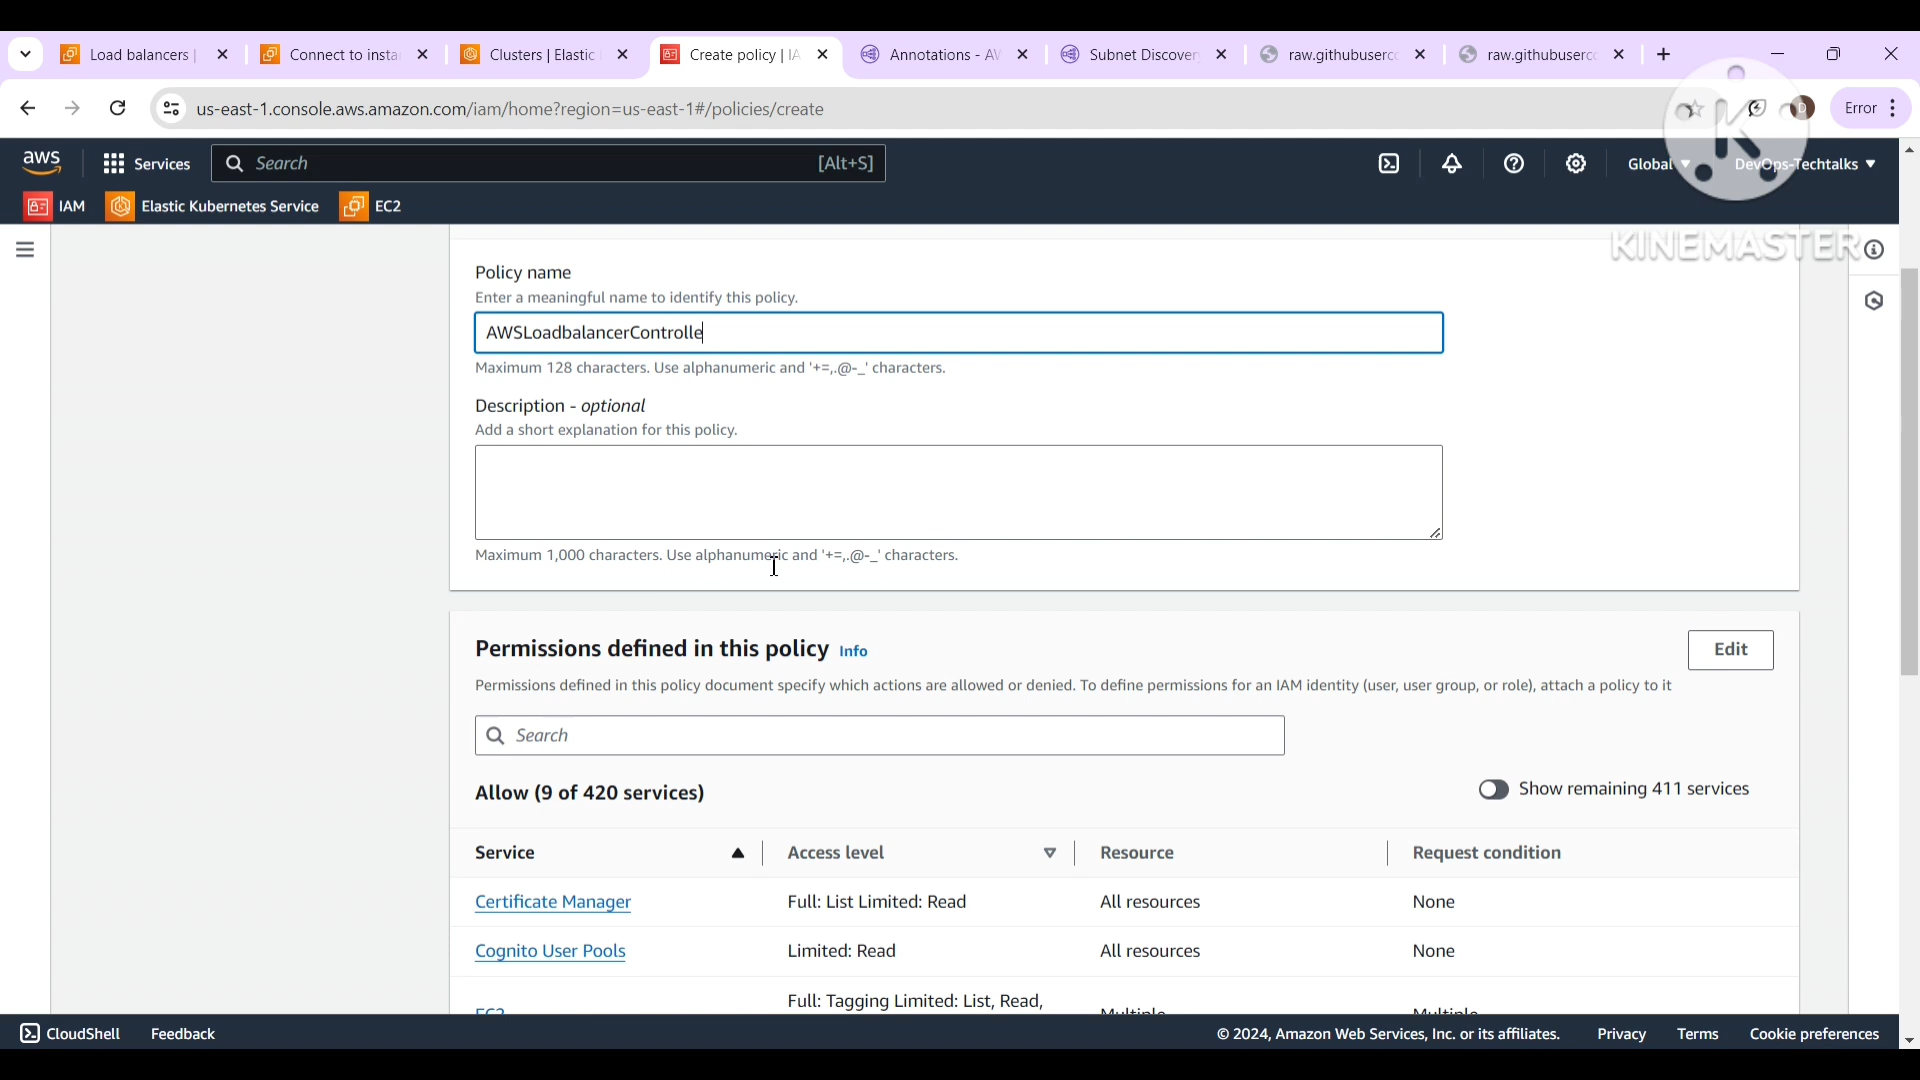 Load balancers |
Connect to insta
Clusters | Elastic
Create policy | IA
Annotations - AV
Subnet Discover
raw.githubuserco
raw.githubuserco
us-east-1.console.aws.amazon.com/iam/home?region=us-east-1#/policies/create
D
Error
aws
Services
Search
[Alt+S]
Global
DevOps-Techtalks
IAM
Elastic Kubernetes Service
EC2
K
KINEMASTER
Policy name
Enter a meaningful name to identify this policy.
AWSLoadbalancerControlle
Maximum 128 characters. Use alphanumeric and '+=,.@-_' characters.
Description - optional
Add a short explanation for this policy.
Maximum 1,000 characters. Use alphanumeric and '+=,.@-_' characters.
Permissions defined in this policy Info
Edit
Permissions defined in this policy document specify which actions are allowed or denied. To define permissions for an IAM identity (user, user group, or role), attach a policy to it
Search
Allow (9 of 420 services)
Show remaining 411 services
Service
Access level
Resource
Request condition
Certificate Manager
Full: List Limited: Read
All resources
None
Cognito User Pools
Limited: Read
All resources
None
EC2
Full: Tagging Limited: List, Read,
Multiple
Multiple
CloudShell
Feedback
© 2024, Amazon Web Services, Inc. or its affiliates.
Privacy
Terms
Cookie preferences